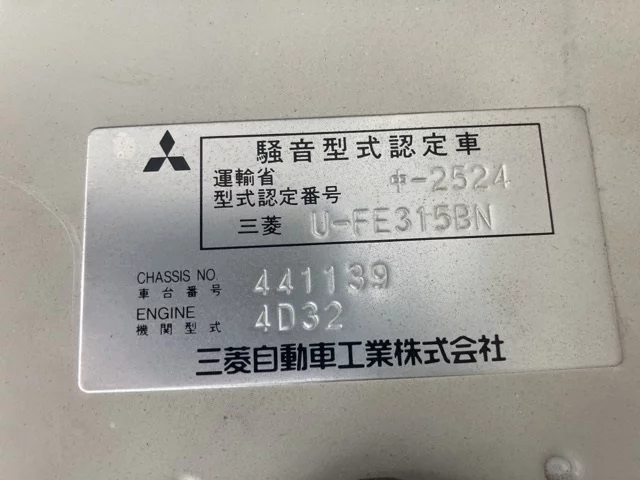 騒音型式認定車
運輸省
型式認定番号 中-2524
三菱 U-FE315BN
CHASSIS NO. 441139
車台番号
ENGINE 4D32
機関型式
三菱自動車工業株式会社